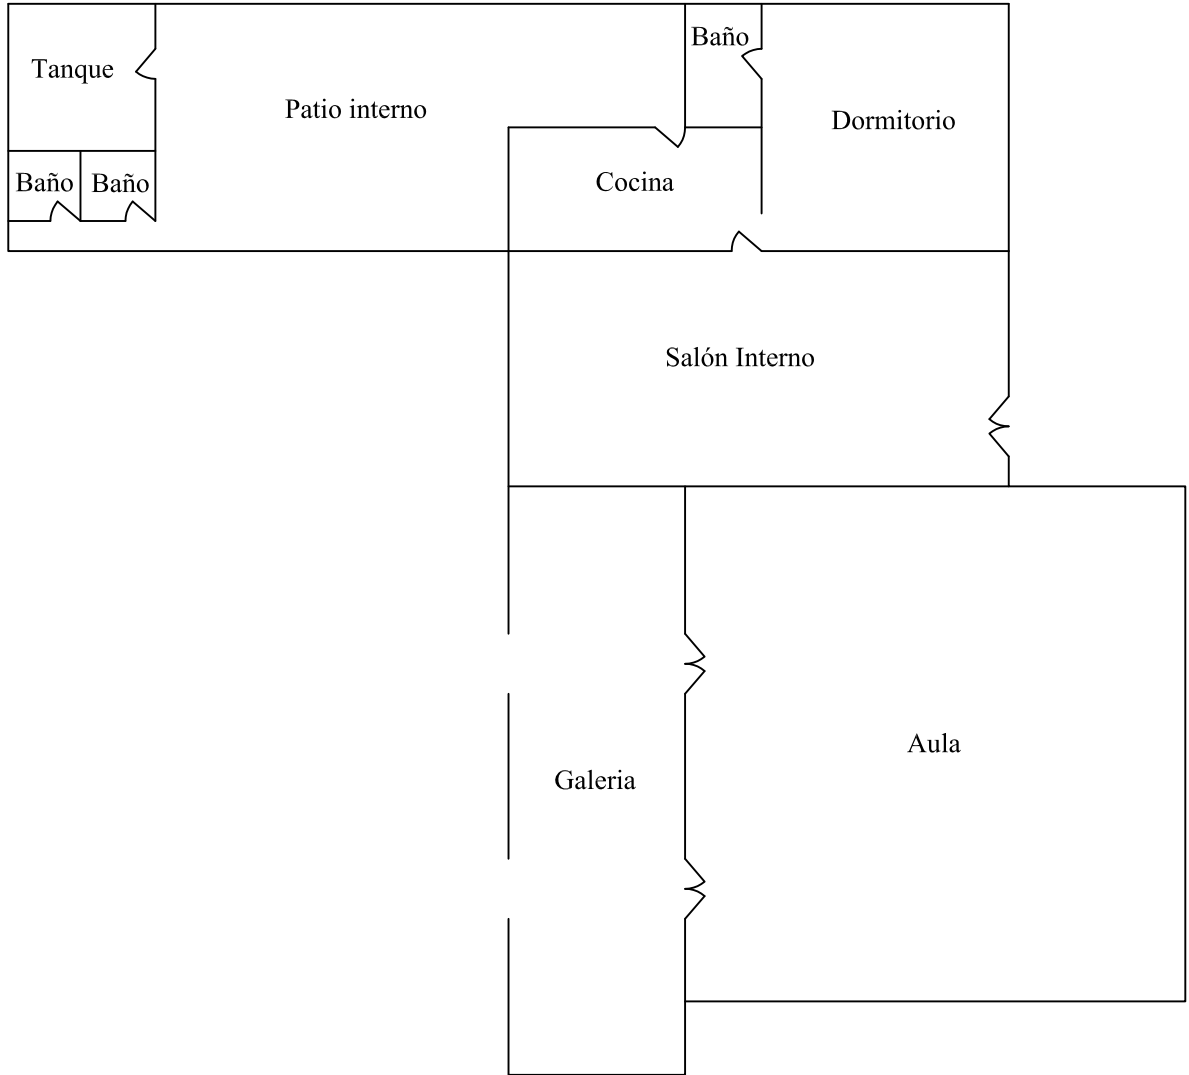 Baño
Tanque
Patio interno
Dormitorio
Baño
Baño
Cocina
Salón Interno
Aula
Galeria